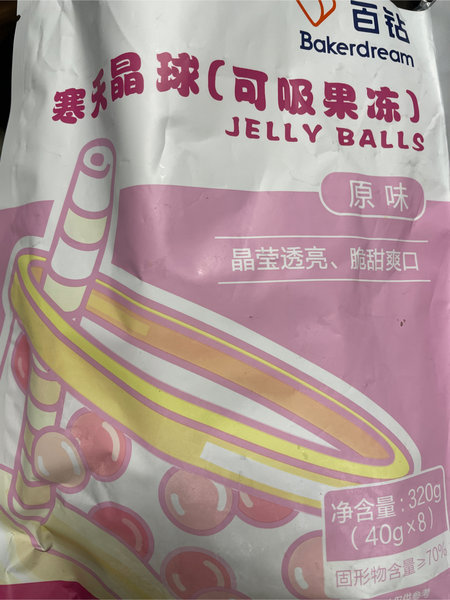 百钻
Bakerdream
寒天晶球(可吸果冻)
JELLY BALLS
原味
晶莹透亮、脆甜爽口
净含量:320g
(40g×8)
固形物含量≥70%